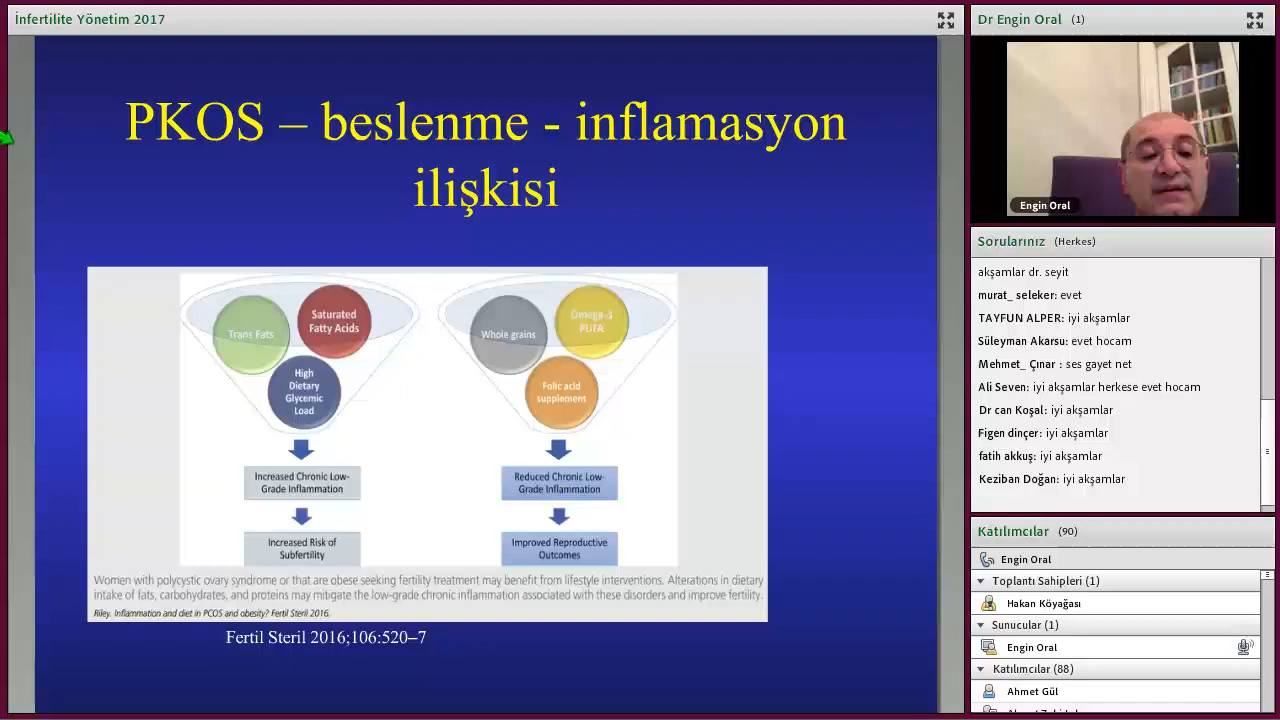 İnfertilite Yönetim 2017
PKOS – beslenme - inflamasyon
ilişkisi
Trans Fats
Saturated
Fatty Acids
High
Dietary
Glycemic
Load
Increased Chronic Low-
Grade Inflammation
Increased Risk of
Subfertility
Whole grains
Omega-3
PUFA
Folic acid
supplement
Reduced Chronic Low-
Grade Inflammation
Improved Reproductive
Outcomes
Women with polycystic ovary syndrome or that are obese seeking fertility treatment may benefit from lifestyle interventions. Alterations in dietary
intake of fats, carbohydrates, and proteins may mitigate the low-grade chronic inflammation associated with these disorders and improve fertility.
Riley. Inflammation and diet in PCOS and obesity? Fertil Steril 2016.
Fertil Steril 2016;106:520–7
Dr Engin Oral (1)
Engin Oral
Sorularınız (Herkes)
akşamlar dr. seyit
murat_ seleker: evet
TAYFUN ALPER: iyi akşamlar
Süleyman Akarsu: evet hocam
Mehmet_ Çınar : ses gayet net
Ali Seven: iyi akşamlar herkese evet hocam
Dr can Koşal: iyi akşamlar
Figen dinçer: iyi akşamlar
fatih akkuş: iyi akşamlar
Keziban Doğan: iyi akşamlar
Katılımcılar (90)
Engin Oral
Toplantı Sahipleri (1)
Hakan Köyağası
Sunucular (1)
Engin Oral
Katılımcılar (88)
Ahmet Gül